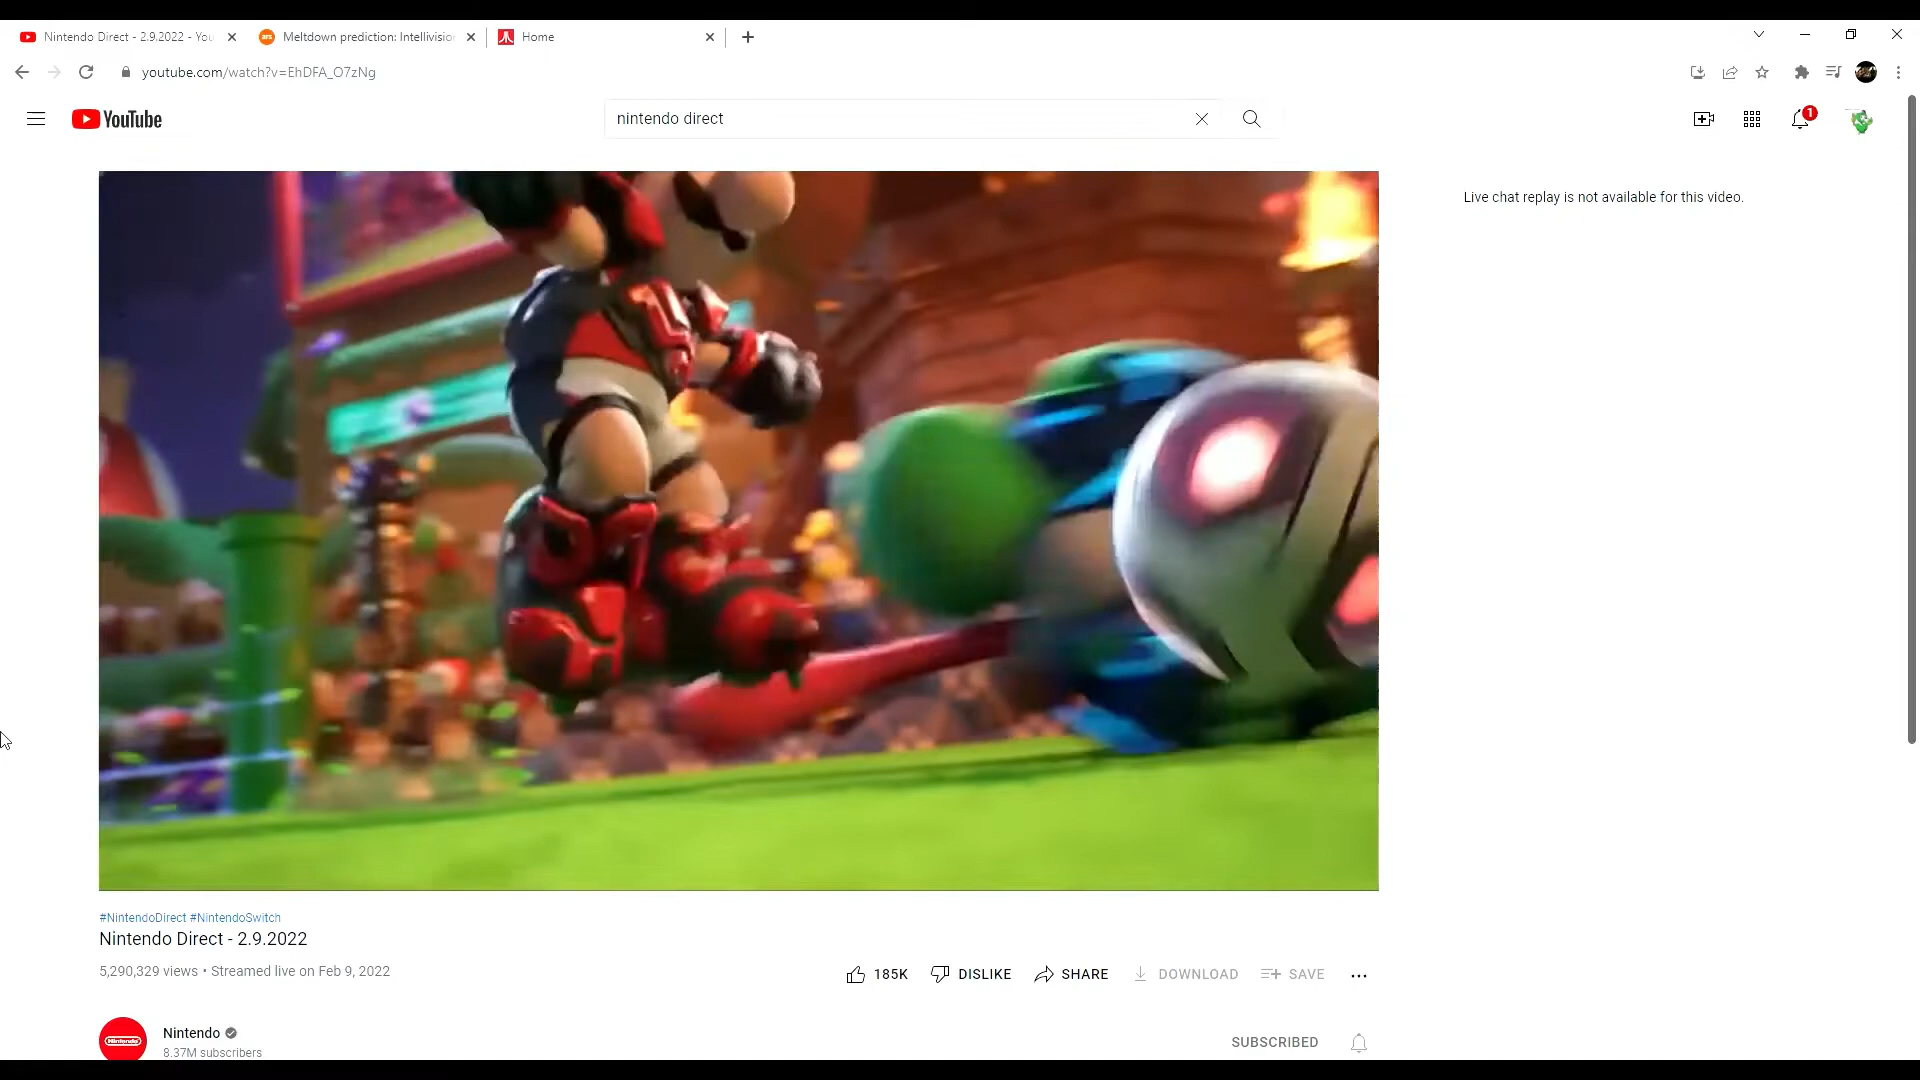 Nintendo Direct - 2.9.2022 - You
Meltdown prediction: Intellivision
Home
youtube.com/watch?v=EhDFA_O7zNg
YouTube
nintendo direct
1
Live chat replay is not available for this video.
#NintendoDirect #NintendoSwitch
Nintendo Direct - 2.9.2022
5,290,329 views • Streamed live on Feb 9, 2022
185K DISLIKE SHARE DOWNLOAD SAVE
Nintendo
Nintendo
8.37M subscribers
SUBSCRIBED